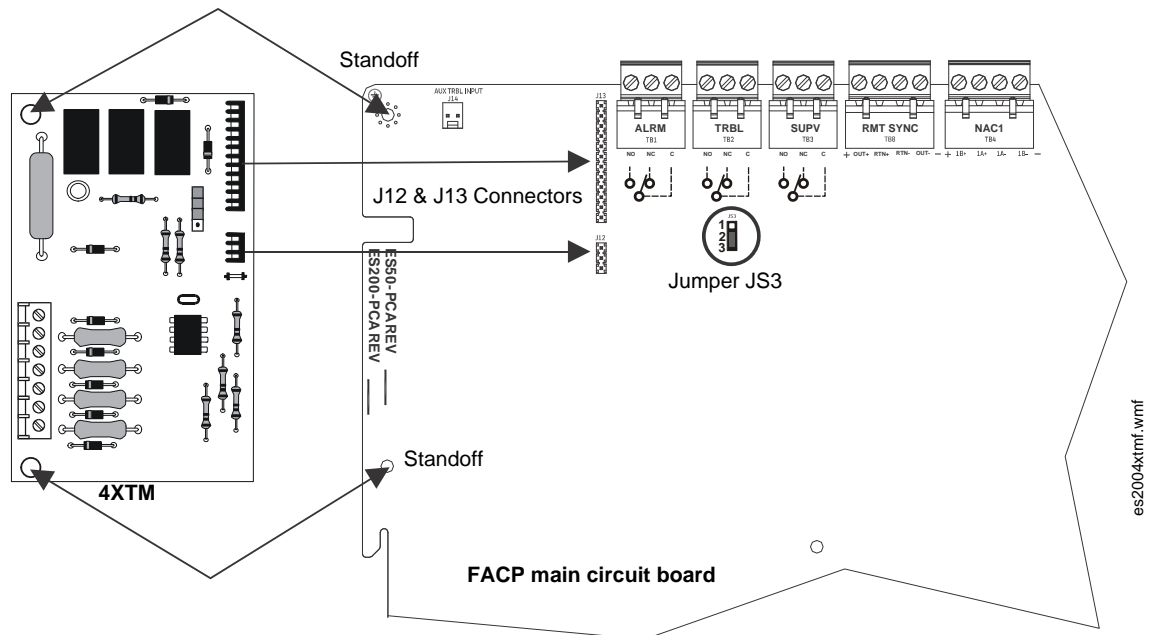 Standoff
AUX TRBL INPUT
J14
J13
ALRM
TB1
NO NC C
TRBL
TB2
NO NC C
SUPV
TB3
NO NC C
RMT SYNC
TB8
+ OUT+ RTN+ RTN- OUT- -
NAC1
TB4
+ 1B+ 1A+ 1A- 1B- -
J12 & J13 Connectors
J12
JS3
1
2
3
Jumper JS3
ES50-PCA REV
ES200-PCA REV
Standoff
4XTM
FACP main circuit board
es2004xtmf.wmf